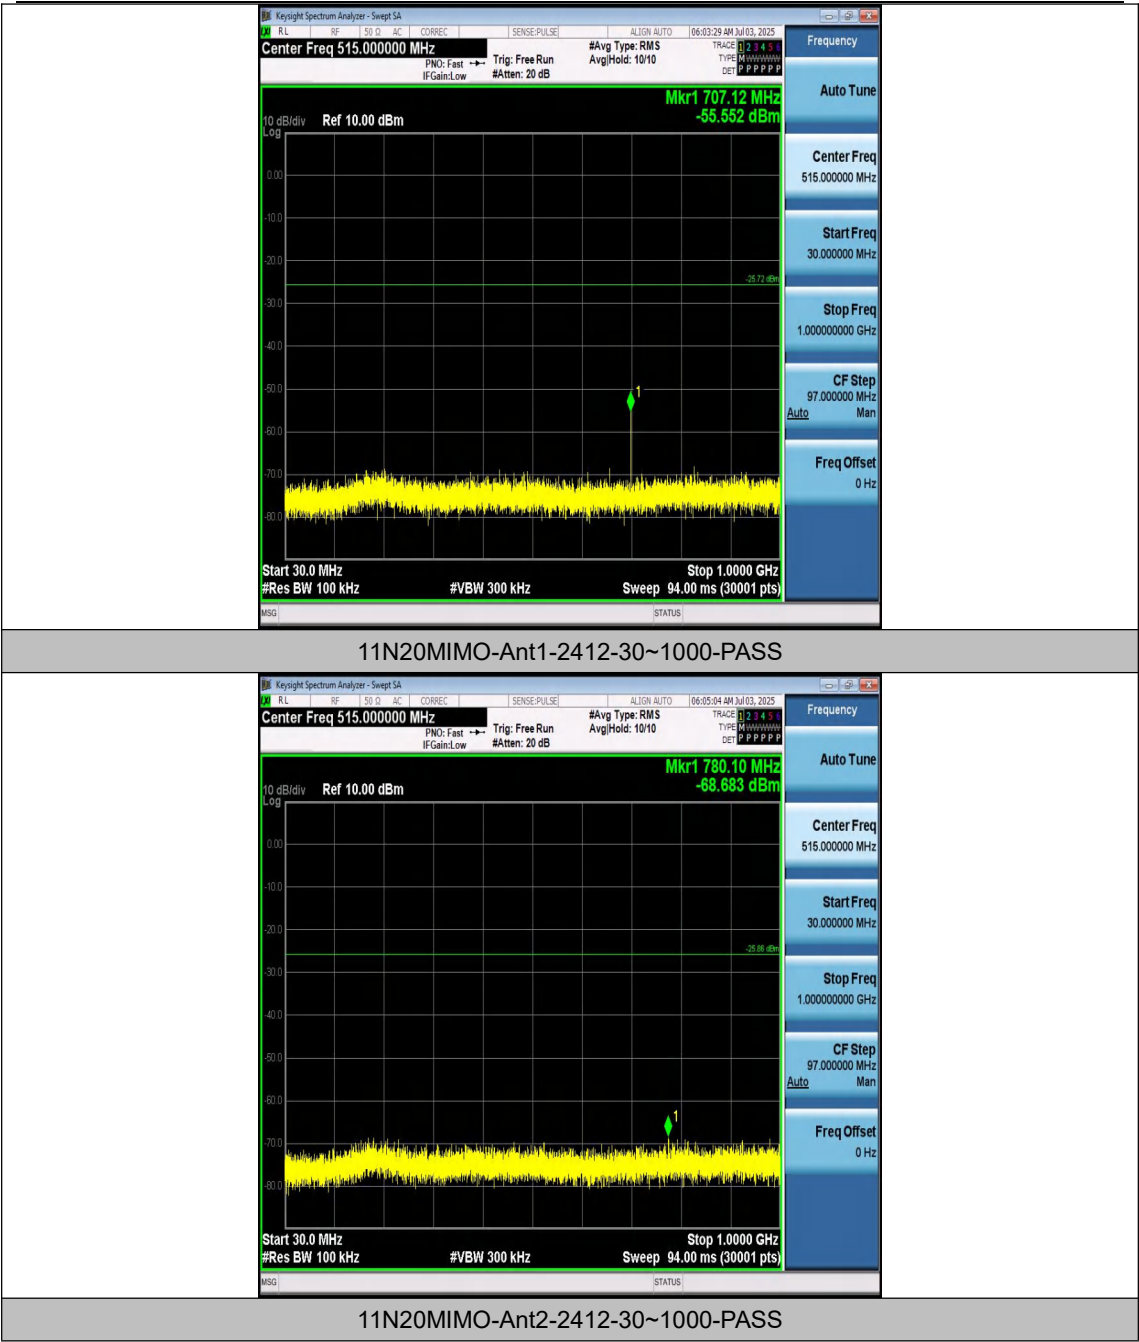 Keysight Spectrum Analyzer - Swept SA
RL RF 50 Ω AC CORREC SENSE:PULSE ALIGN AUTO 06:03:29 AM Jul 03, 2025
Center Freq 515.000000 MHz
PNO: Fast
IFGain:Low
Trig: Free Run
#Atten: 20 dB
#Avg Type: RMS
Avg|Hold: 10/10
TRACE 1 2 3 4 5 6
TYPE M WWWWW
DET P P P P P P
Frequency
Mkr1 707.12 MHz
-55.552 dBm
10 dB/div Ref 10.00 dBm
Log
0.00
-10.0
-20.0
-25.72 dBm
-30.0
-40.0
-50.0
1
-60.0
-70.0
-80.0
Start 30.0 MHz Stop 1.0000 GHz
#Res BW 100 kHz #VBW 300 kHz Sweep 94.00 ms (30001 pts)
MSG STATUS
Auto Tune
Center Freq
515.000000 MHz
Start Freq
30.000000 MHz
Stop Freq
1.000000000 GHz
CF Step
97.000000 MHz
Auto Man
Freq Offset
0 Hz
11N20MIMO-Ant1-2412-30~1000-PASS
Keysight Spectrum Analyzer - Swept SA
RL RF 50 Ω AC CORREC SENSE:PULSE ALIGN AUTO 06:05:04 AM Jul 03, 2025
Center Freq 515.000000 MHz
PNO: Fast
IFGain:Low
Trig: Free Run
#Atten: 20 dB
#Avg Type: RMS
Avg|Hold: 10/10
TRACE 1 2 3 4 5 6
TYPE M WWWWW
DET P P P P P P
Frequency
Mkr1 780.10 MHz
-68.683 dBm
10 dB/div Ref 10.00 dBm
Log
0.00
-10.0
-20.0
-25.86 dBm
-30.0
-40.0
-50.0
-60.0
1
-70.0
-80.0
Start 30.0 MHz Stop 1.0000 GHz
#Res BW 100 kHz #VBW 300 kHz Sweep 94.00 ms (30001 pts)
MSG STATUS
Auto Tune
Center Freq
515.000000 MHz
Start Freq
30.000000 MHz
Stop Freq
1.000000000 GHz
CF Step
97.000000 MHz
Auto Man
Freq Offset
0 Hz
11N20MIMO-Ant2-2412-30~1000-PASS